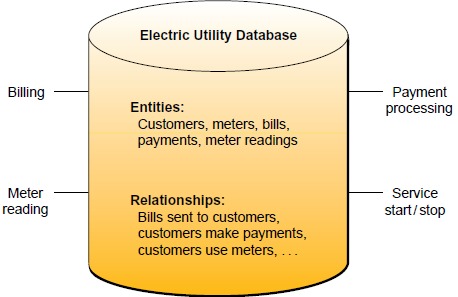 Electric Utility Database
Billing
Payment
processing
Entities:
Customers, meters, bills,
payments, meter readings
Meter
reading
Relationships:
Bills sent to customers,
customers make payments,
customers use meters, . . .
Service
start/stop